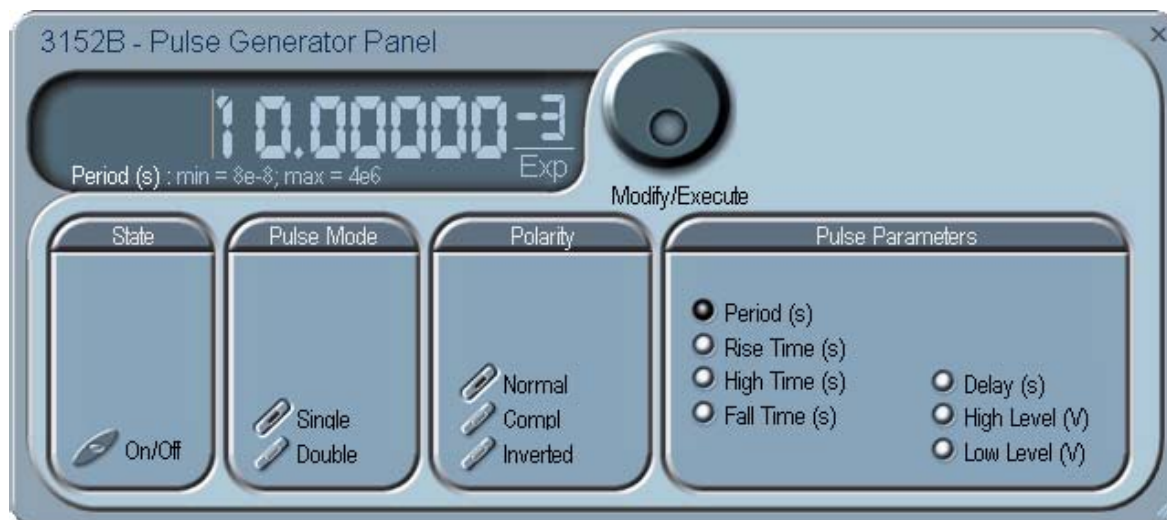 3152B - Pulse Generator Panel
10.00000 -3
Exp
Period (s) : min = 8e-8; max = 4e6
Modify/Execute
State
On/Off
Pulse Mode
Single
Double
Polarity
Normal
Compl
Inverted
Pulse Parameters
Period (s)
Rise Time (s)
High Time (s)
Fall Time (s)
Delay (s)
High Level (V)
Low Level (V)